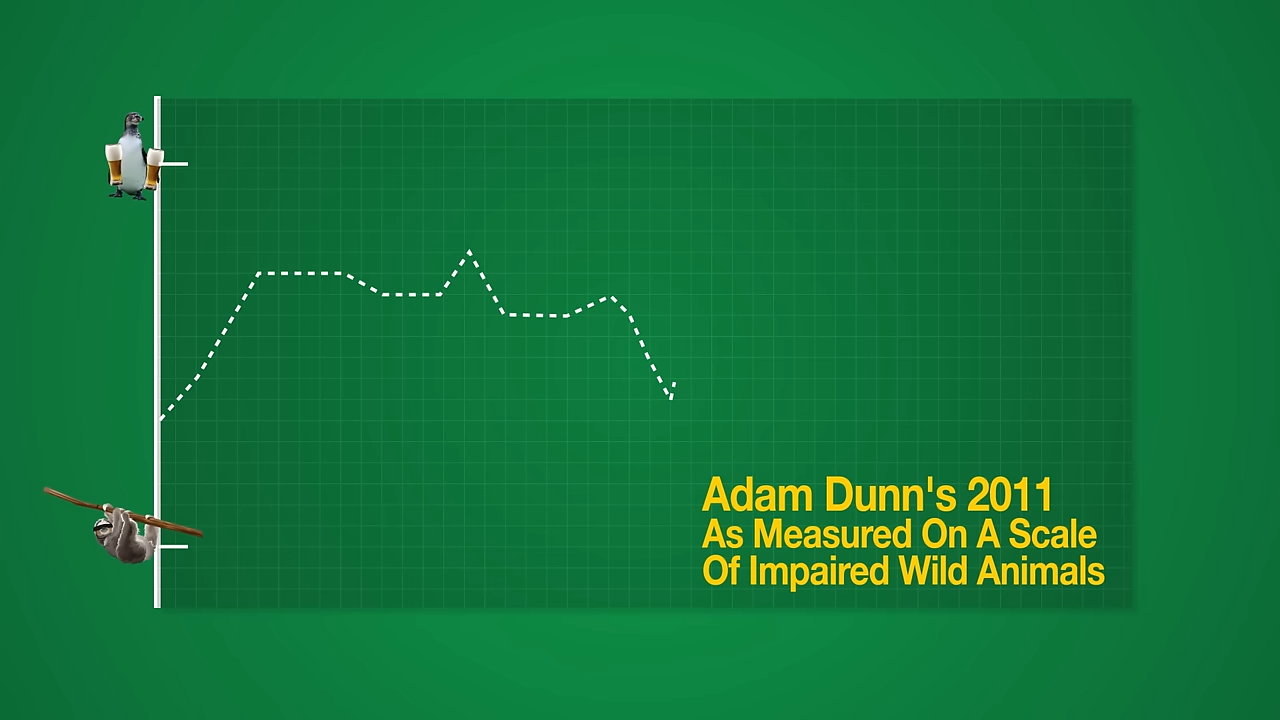 Adam Dunn's 2011
As Measured On A Scale
Of Impaired Wild Animals